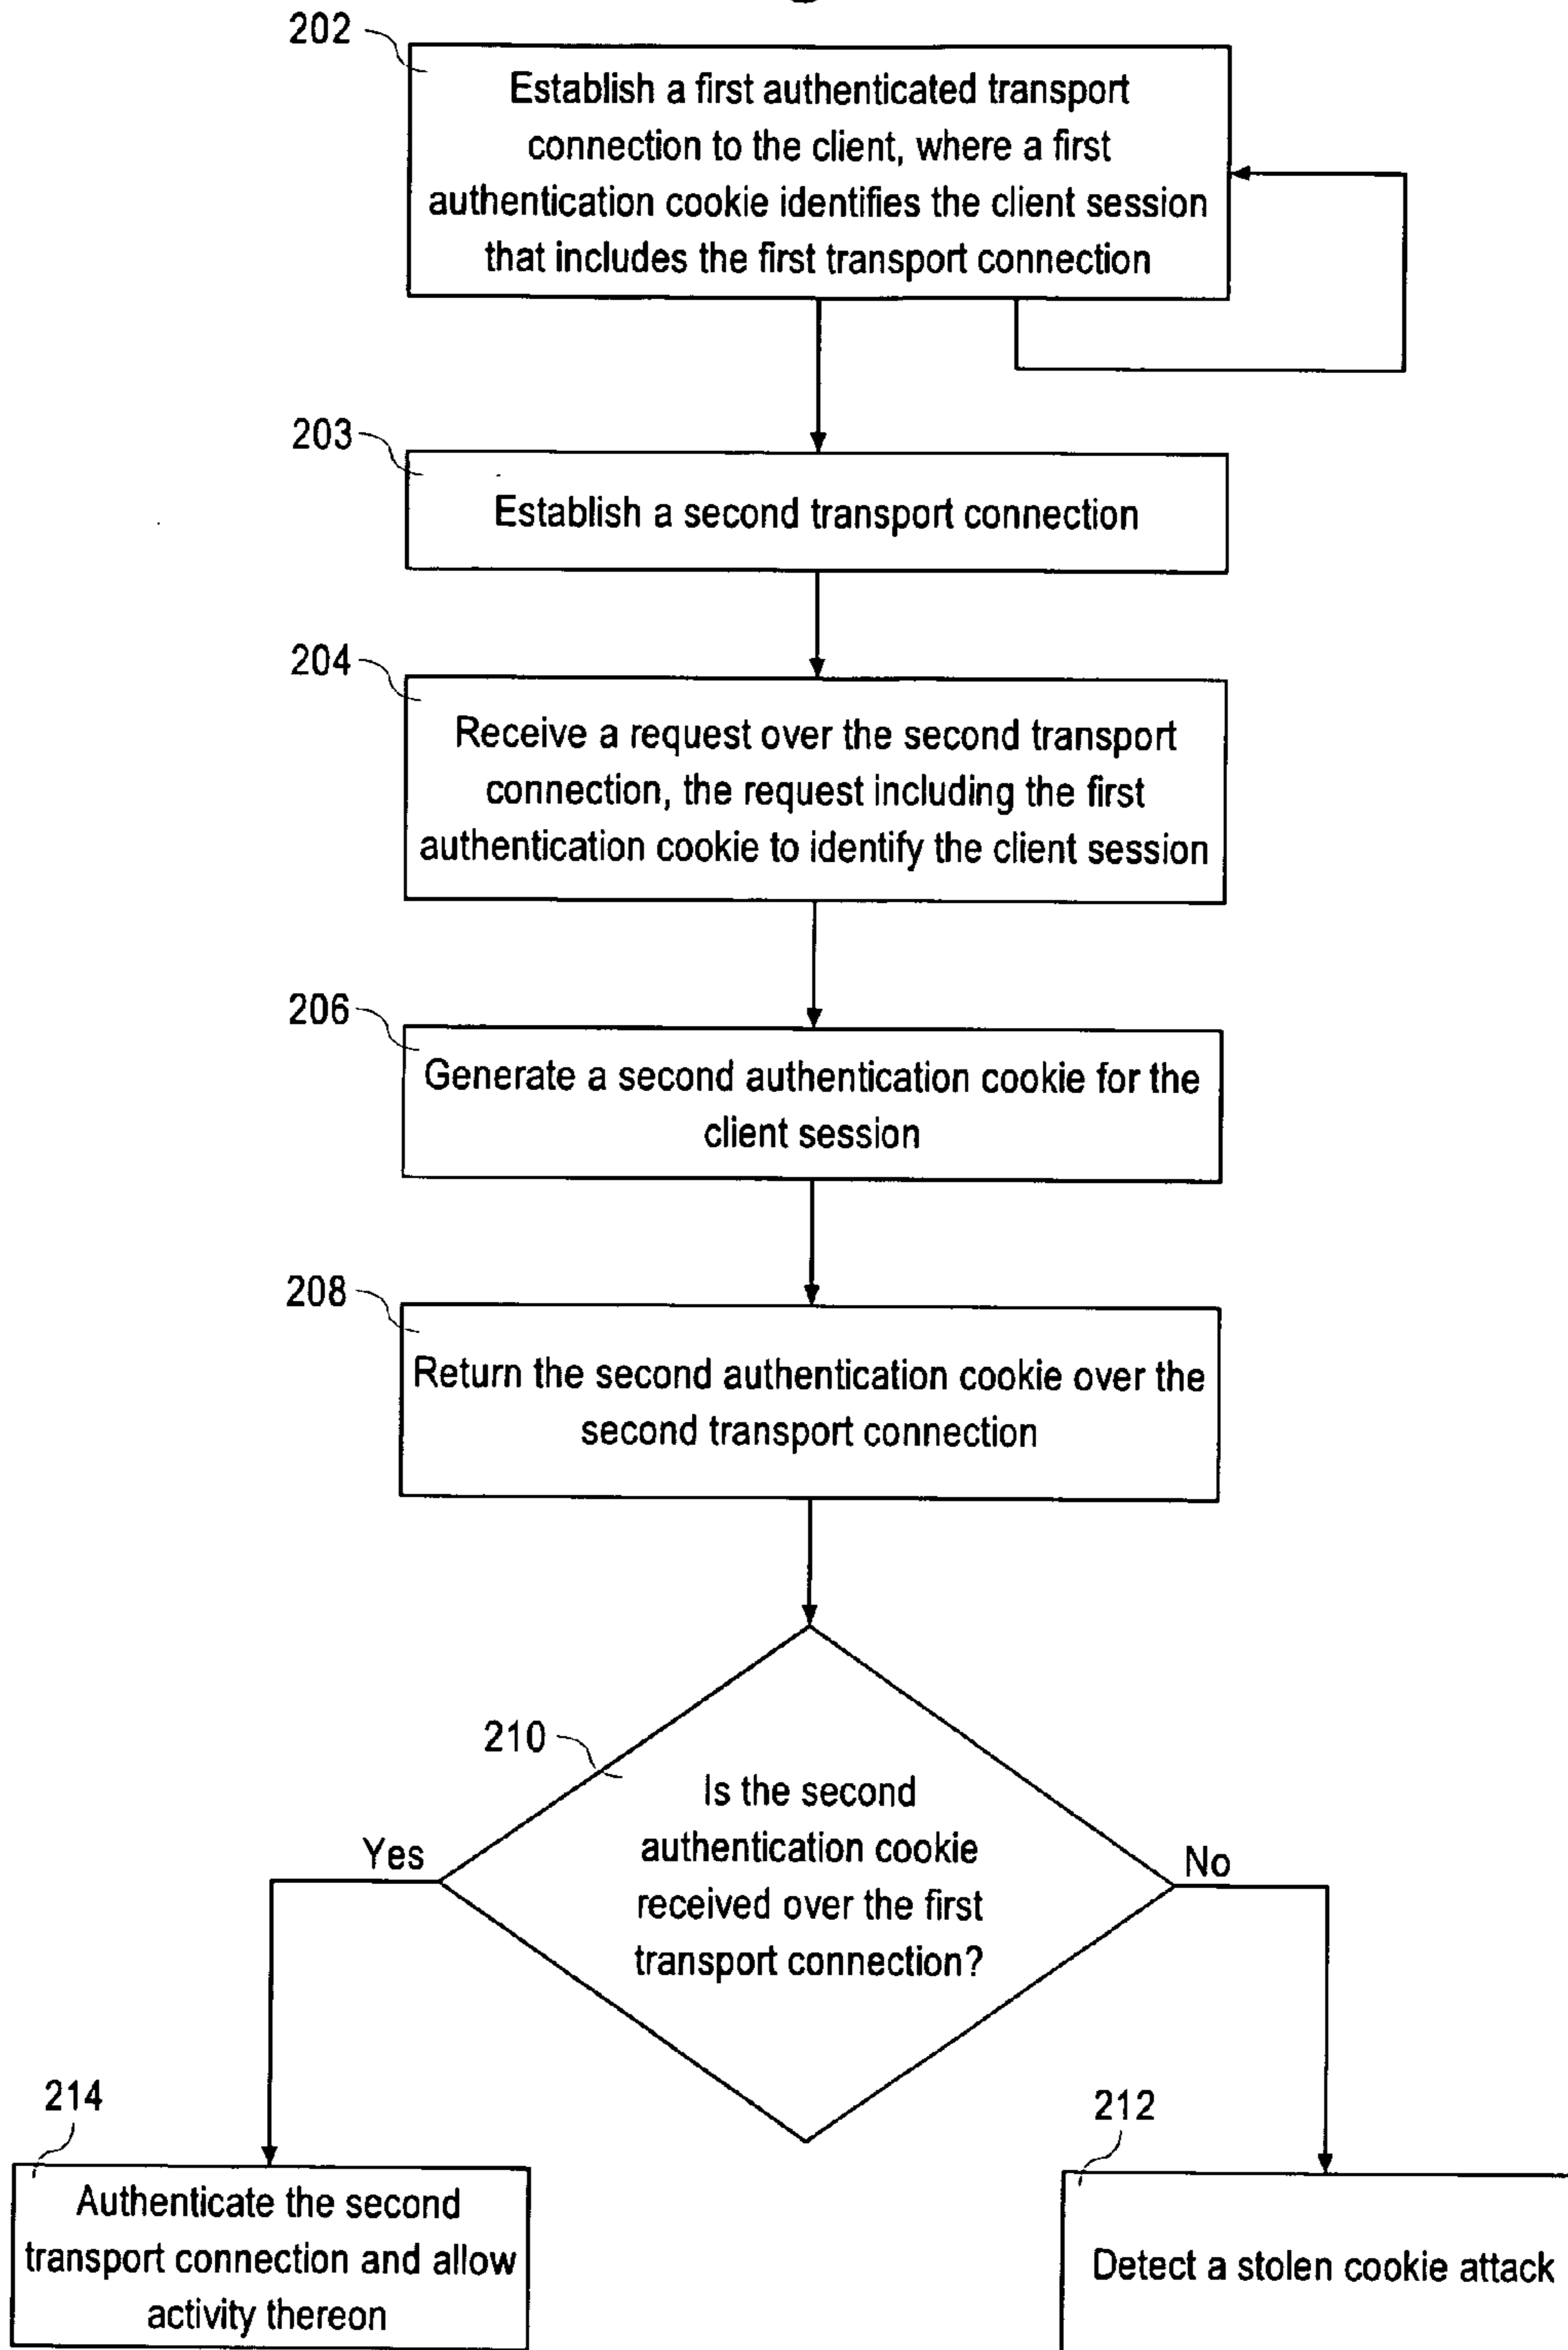 202
Establish a first authenticated transport
connection to the client, where a first
authentication cookie identifies the client session
that includes the first transport connection
203
Establish a second transport connection
204
Receive a request over the second transport
connection, the request including the first
authentication cookie to identify the client session
206
Generate a second authentication cookie for the
client session
208
Return the second authentication cookie over the
second transport connection
210
Is the second
authentication cookie
received over the first
transport connection?
Yes
No
214
Authenticate the second
transport connection and allow
activity thereon
212
Detect a stolen cookie attack